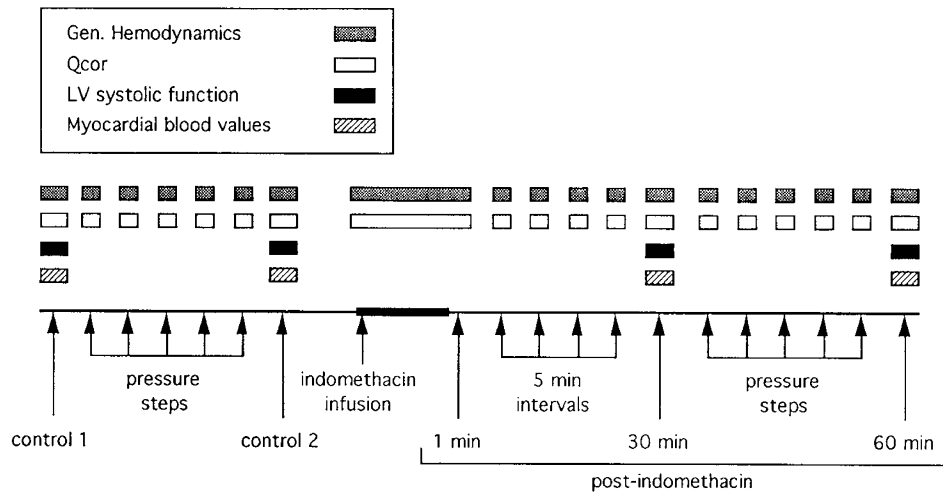 Gen. Hemodynamics
Qcor
LV systolic function
Myocardial blood values
pressure
steps
indomethacin
infusion
5 min
intervals
pressure
steps
control 1
control 2
1 min
30 min
60 min
post-indomethacin